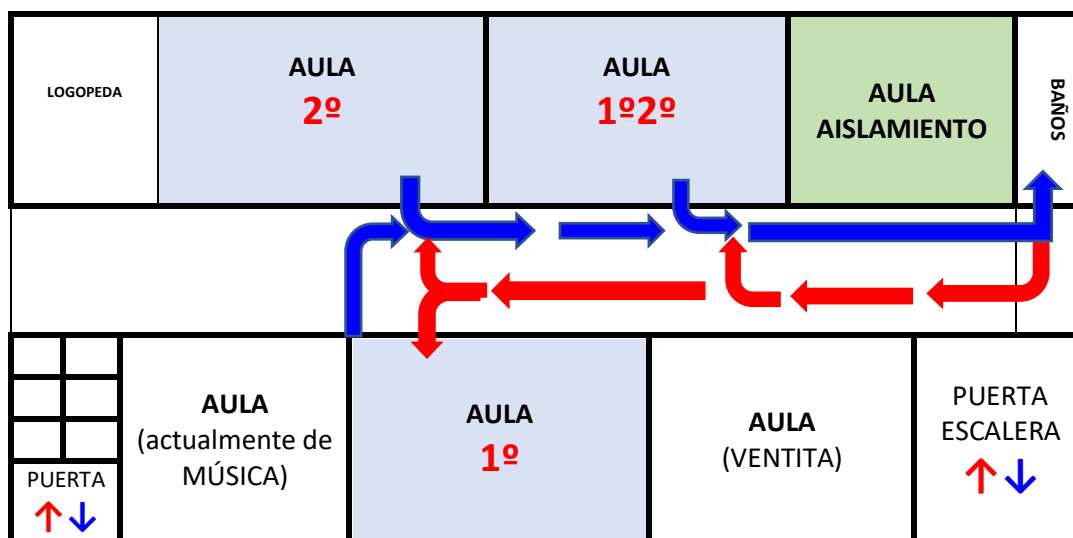 LOGOPEDA
AULA
2º
AULA
1º2º
AULA
AISLAMIENTO
BAÑOS
PUERTA
AULA
(actualmente de
MÚSICA)
AULA
1º
AULA
(VENTITA)
PUERTA
ESCALERA